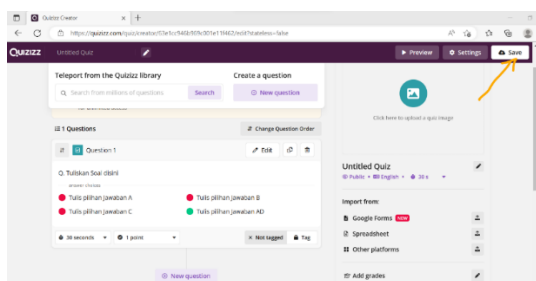 Quizizz Creator
https://quizizz.com/quiz/creator/
/edit?stateless=false
QUIZIZZ Untitled Quiz Preview Settings Save
Teleport from the Quizizz library Create a question
Search from millions of questions Search New question
Click here to upload a quiz image
1 Questions Change Question Order
Question 1 Edit
Q. Tuliskan Soal disini
answer choices
Tulis pilihan Jawaban A Tulis pilihan Jawaban B
Tulis pilihan Jawaban C Tulis pilihan Jawaban AD
30 seconds 1 point Not tagged Tag
New question
Untitled Quiz
Public English 30 s
Import from:
Google Forms NEW
Spreadsheet
Other platforms
Add grades